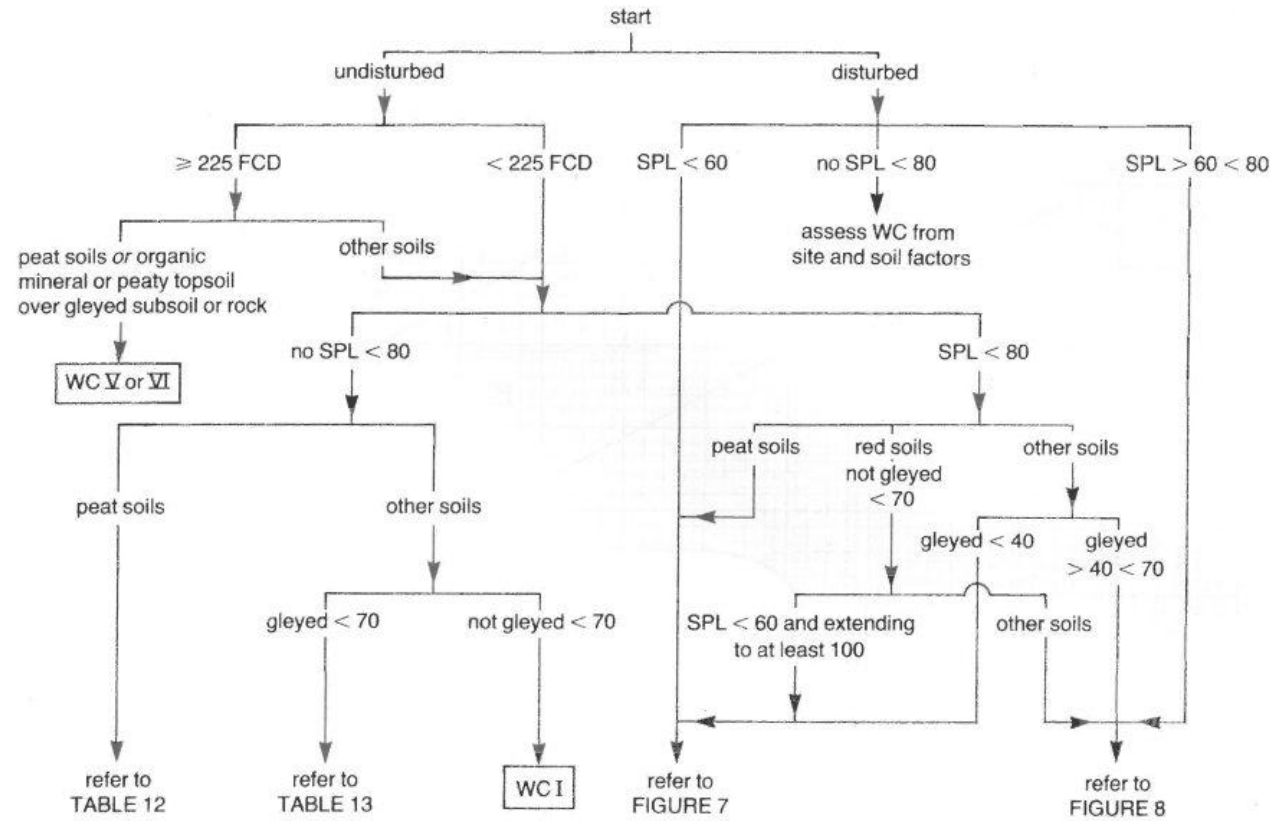 start
undisturbed
disturbed
⩾ 225 FCD
< 225 FCD
SPL < 60
no SPL < 80
SPL > 60 < 80
peat soils or organic
mineral or peaty topsoil
over gleyed subsoil or rock
other soils
assess WC from
site and soil factors
WC V or VI
no SPL < 80
SPL < 80
peat soils
red soils
not gleyed
< 70
other soils
peat soils
other soils
gleyed < 40
gleyed
> 40 < 70
gleyed < 70
not gleyed < 70
SPL < 60 and extending
to at least 100
other soils
refer to
TABLE 12
refer to
TABLE 13
WC I
refer to
FIGURE 7
refer to
FIGURE 8